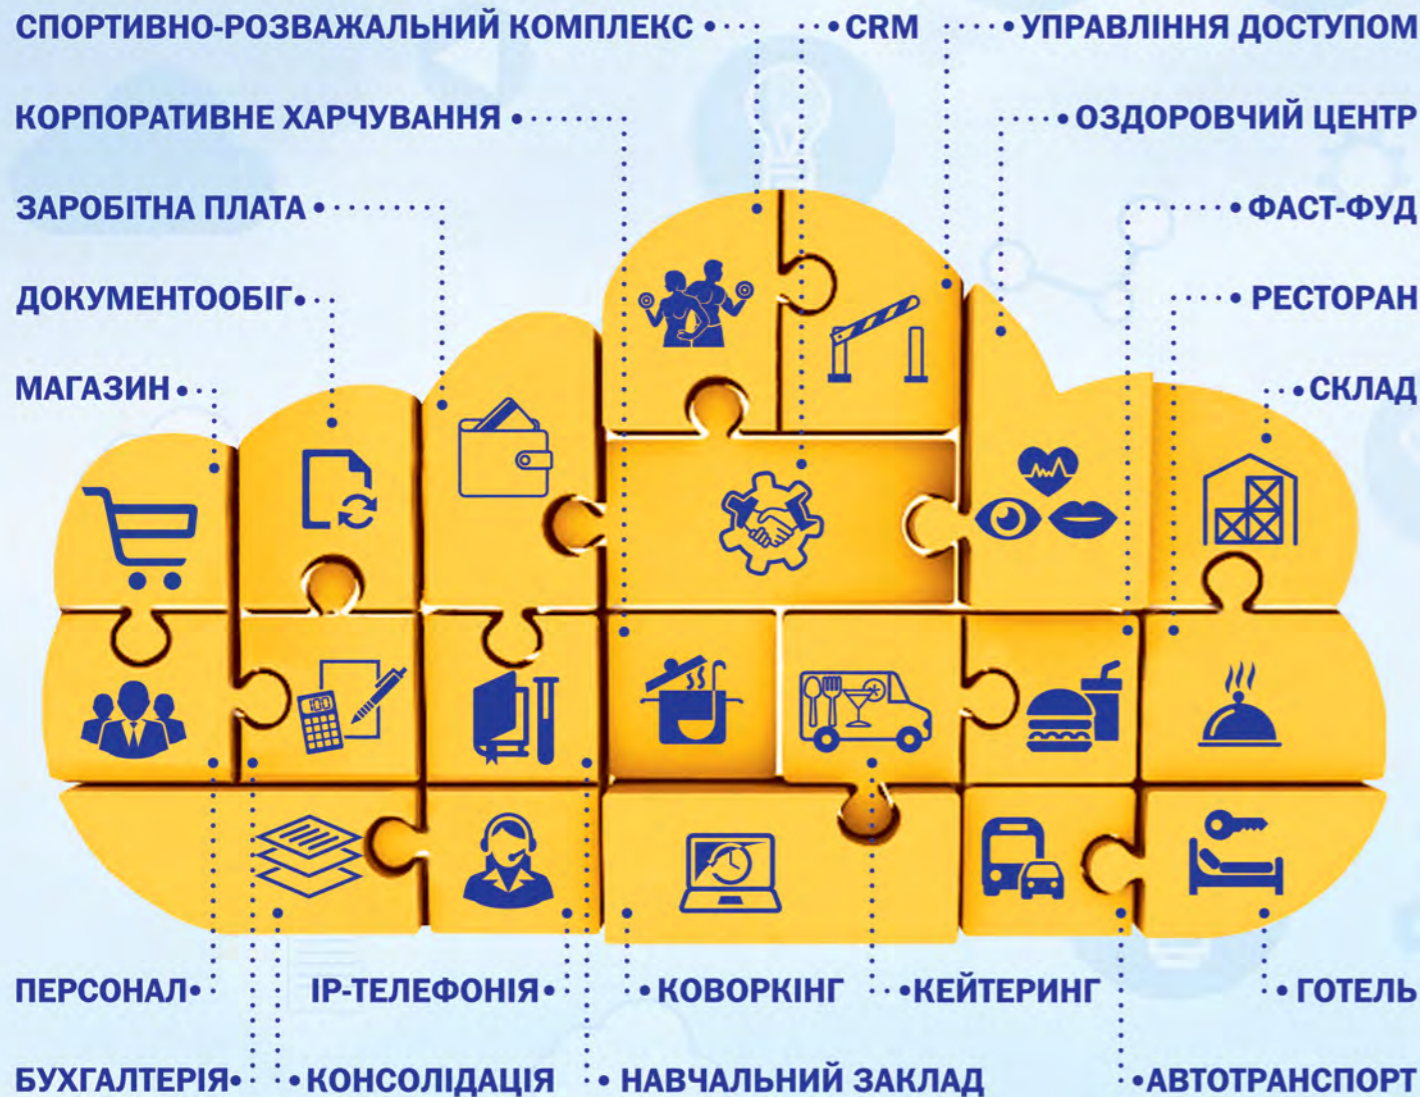 СПОРТИВНО-РОЗВАЖАЛЬНИЙ КОМПЛЕКС
CRM
УПРАВЛІННЯ ДОСТУПОМ
КОРПОРАТИВНЕ ХАРЧУВАННЯ
ОЗДОРОВЧИЙ ЦЕНТР
ЗАРОБІТНА ПЛАТА
ФАСТ-ФУД
ДОКУМЕНТООБІГ
РЕСТОРАН
МАГАЗИН
СКЛАД
100
ПЕРСОНАЛ
ІР-ТЕЛЕФОНІЯ
КОВОРКІНГ
КЕЙТЕРИНГ
ГОТЕЛЬ
БУХГАЛТЕРІЯ
КОНСОЛІДАЦІЯ
НАВЧАЛЬНИЙ ЗАКЛАД
АВТОТРАНСПОРТ